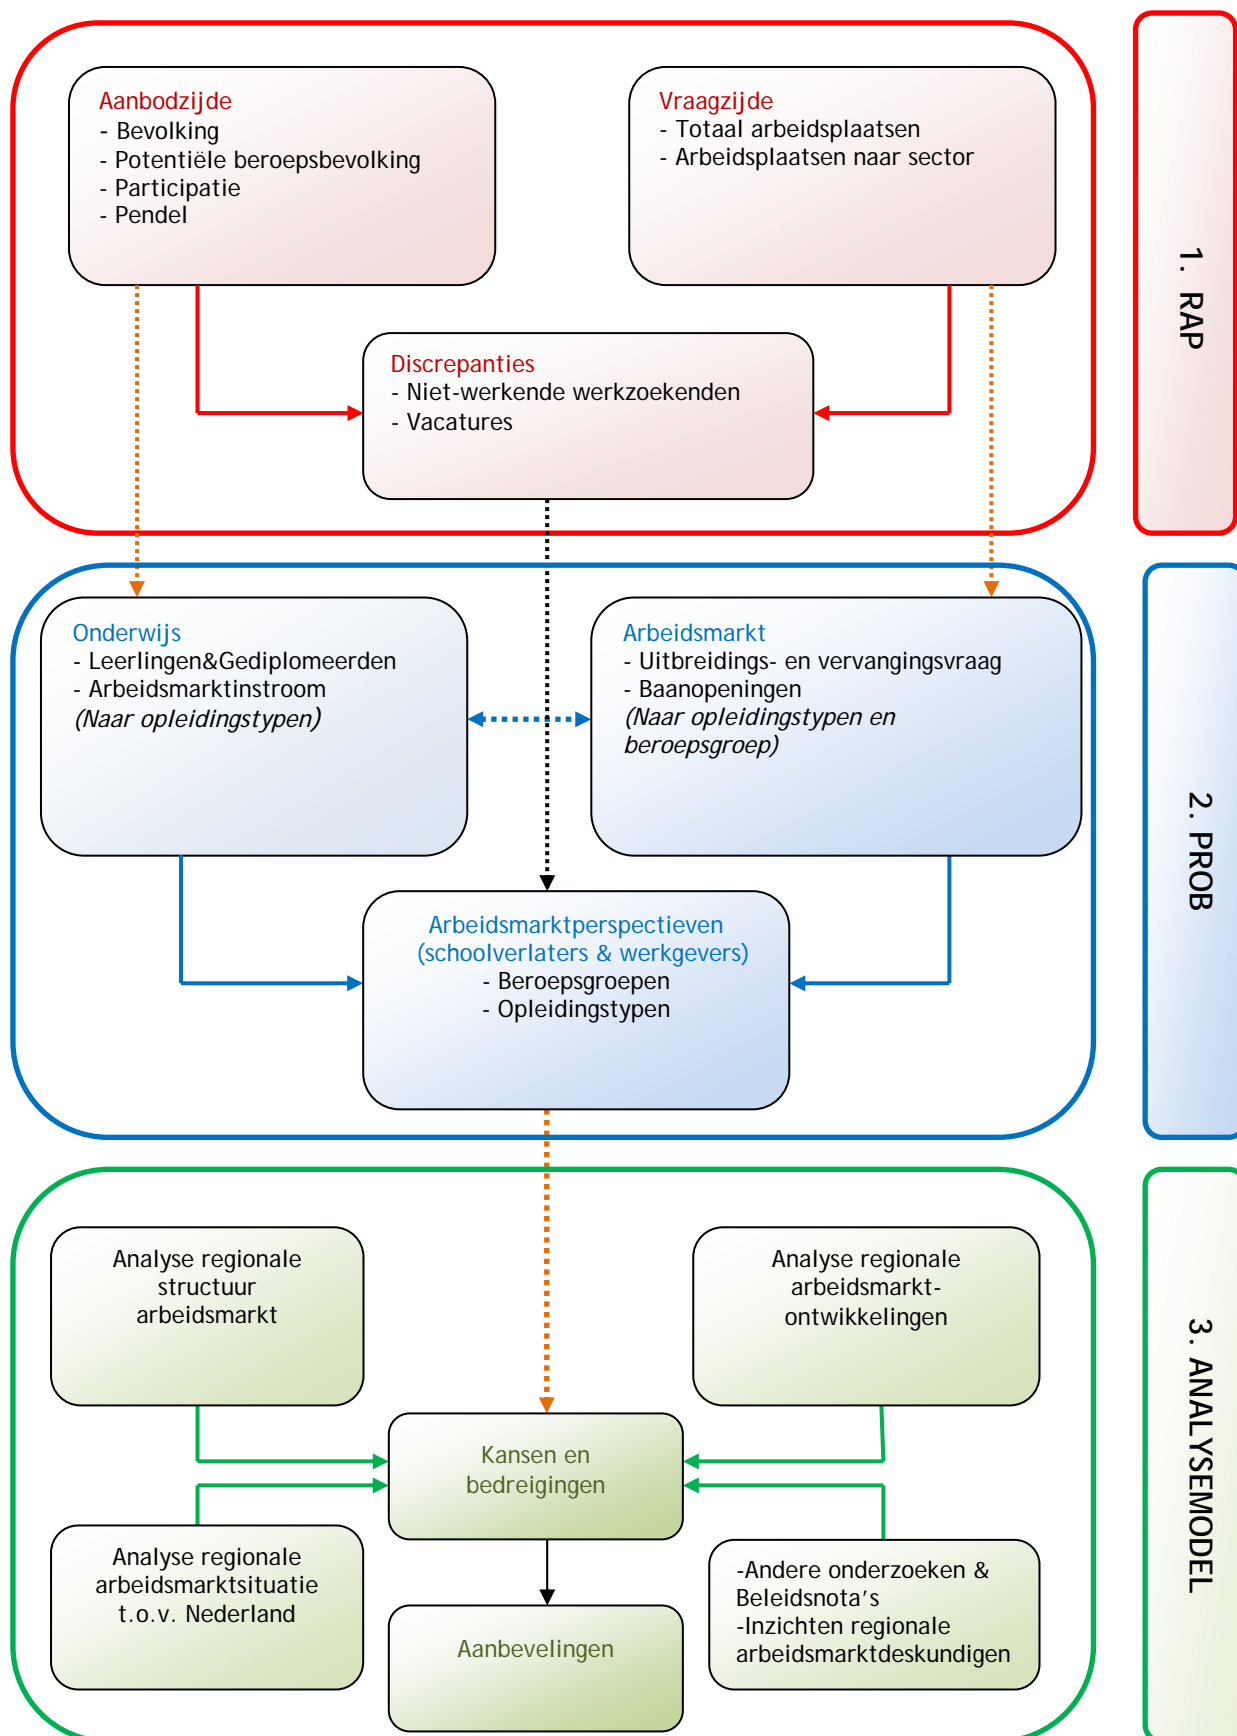 Aanbodzijde
- Bevolking
- Potentiële beroepsbevolking
- Participatie
- Pendel
Vraagzijde
- Totaal arbeidsplaatsen
- Arbeidsplaatsen naar sector
Discrepanties
- Niet-werkende werkzoekenden
- Vacatures
1. RAP
Onderwijs
- Leerlingen&Gediplomeerden
- Arbeidsmarktinstroom
(Naar opleidingstypen)
Arbeidsmarkt
- Uitbreidings- en vervangingsvraag
- Baanopeningen
(Naar opleidingstypen en
beroepsgroep)
Arbeidsmarktperspectieven
(schoolverlaters & werkgevers)
- Beroepsgroepen
- Opleidingstypen
2. PROB
Analyse regionale
structuur
arbeidsmarkt
Analyse regionale
arbeidsmarkt-
ontwikkelingen
Kansen en
bedreigingen
Analyse regionale
arbeidsmarktsituatie
t.o.v. Nederland
-Andere onderzoeken &
Beleidsnota's
-Inzichten regionale
arbeidsmarktdeskundigen
Aanbevelingen
3. ANALYSEMODEL